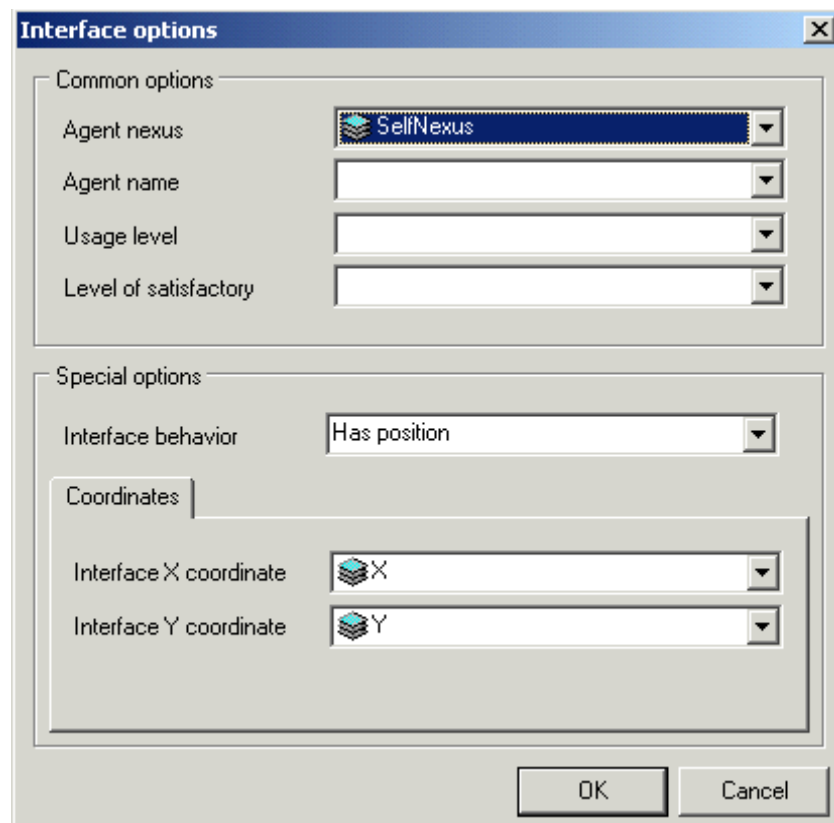 Interface options
Common options
Agent nexus SelfNexus
Agent name
Usage level
Level of satisfactory
Special options
Interface behavior Has position
Coordinates
Interface X coordinate X
Interface Y coordinate Y
OK Cancel